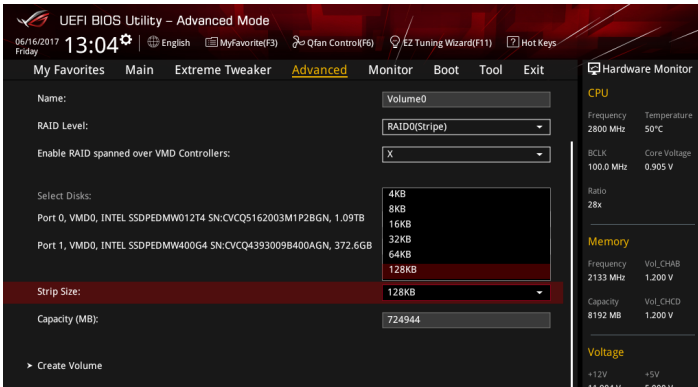 UEFI BIOS Utility – Advanced Mode
06/16/2017 Friday 13:04 English MyFavorite(F3) Qfan Control(F6) EZ Tuning Wizard(F11) ? Hot Keys
My Favorites Main Extreme Tweaker Advanced Monitor Boot Tool Exit
Name: Volume0
RAID Level: RAID0(Stripe)
Enable RAID spanned over VMD Controllers: X
Select Disks:
Port 0, VMD0, INTEL SSDPEDMW012T4 SN:CVCQ5162003M1P2BGN, 1.09TB
Port 1, VMD0, INTEL SSDPEDMW400G4 SN:CVCQ4393009B400AGN, 372.6GB
4KB
8KB
16KB
32KB
64KB
128KB
Strip Size: 128KB
Capacity (MB): 724944
> Create Volume
Hardware Monitor
CPU
Frequency Temperature
2800 MHz 50°C
BCLK Core Voltage
100.0 MHz 0.905 V
Ratio
28x
Memory
Frequency Vol_CHAB
2133 MHz 1.200 V
Capacity Vol_CHCD
8192 MB 1.200 V
Voltage
+12V +5V